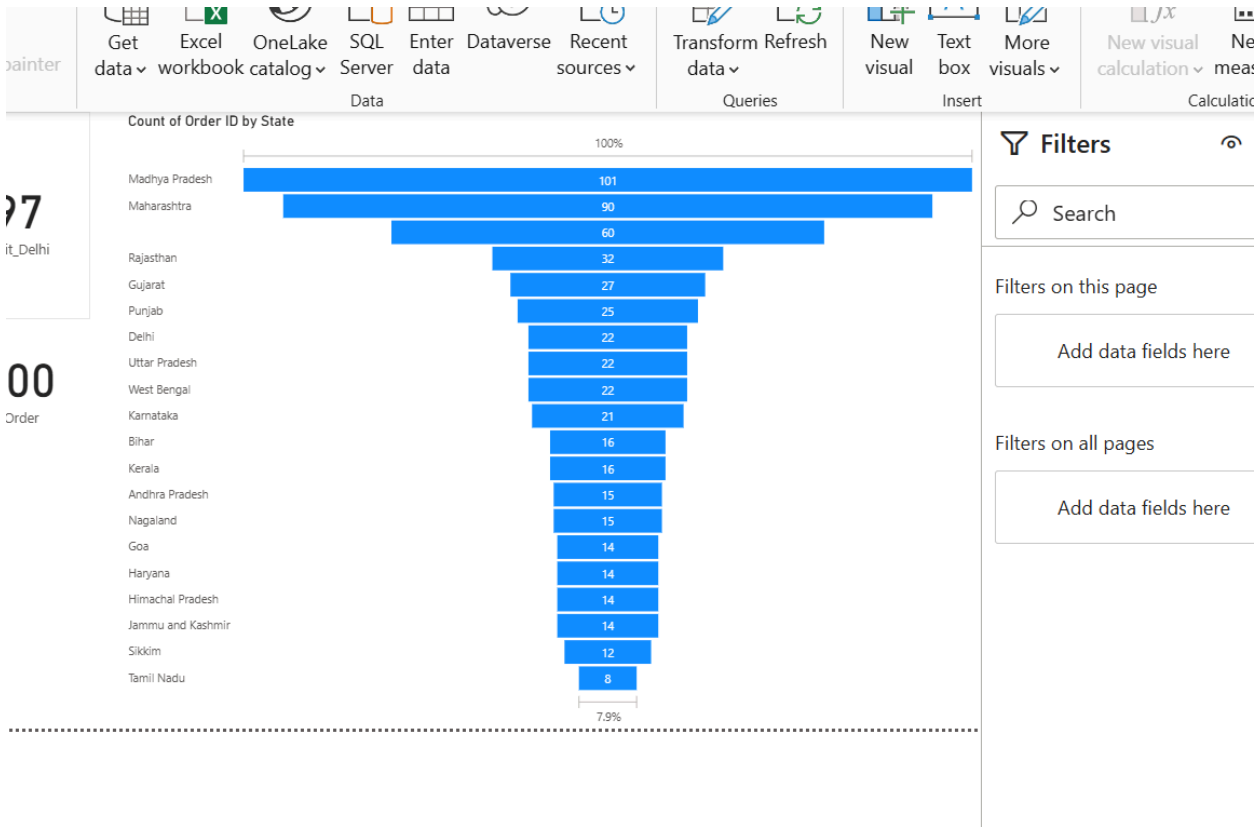 Get data
Excel workbook
OneLake catalog
SQL Server
Enter data
Dataverse
Recent sources
Transform data
Refresh
New visual
Text box
More visuals
New visual calculation
painter
Data
Queries
Insert
Count of Order ID by State
100%
Madhya Pradesh 101
Maharashtra 90
60
Rajasthan 32
Gujarat 27
Punjab 25
Delhi 22
Uttar Pradesh 22
West Bengal 22
Karnataka 21
Bihar 16
Kerala 16
Andhra Pradesh 15
Nagaland 15
Goa 14
Haryana 14
Himachal Pradesh 14
Jammu and Kashmir 14
Sikkim 12
Tamil Nadu 8
7.9%
97
it_Delhi
00
Order
Filters
Search
Filters on this page
Add data fields here
Filters on all pages
Add data fields here